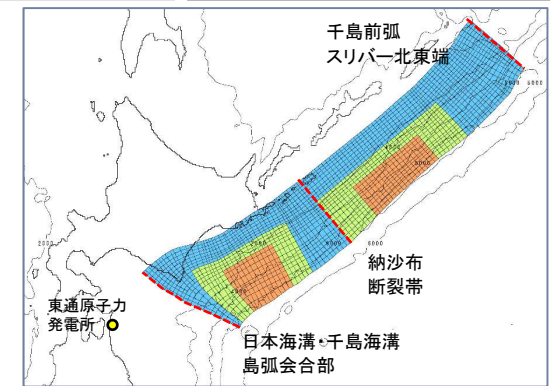 千島前弧
スリバー北東端
納沙布
断裂帯
東通原子力
発電所
日本海溝・千島海溝
島弧会合部